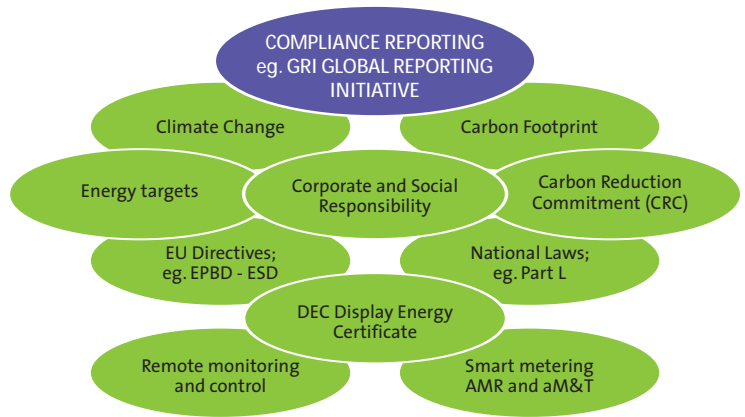 COMPLIANCE REPORTING
eg. GRI GLOBAL REPORTING
INITIATIVE
Climate Change
Carbon Footprint
Energy targets
Corporate and Social
Responsibility
Carbon Reduction
Commitment (CRC)
EU Directives;
eg. EPBD - ESD
National Laws;
eg. Part L
DEC Display Energy
Certificate
Remote monitoring
and control
Smart metering
AMR and aM&T